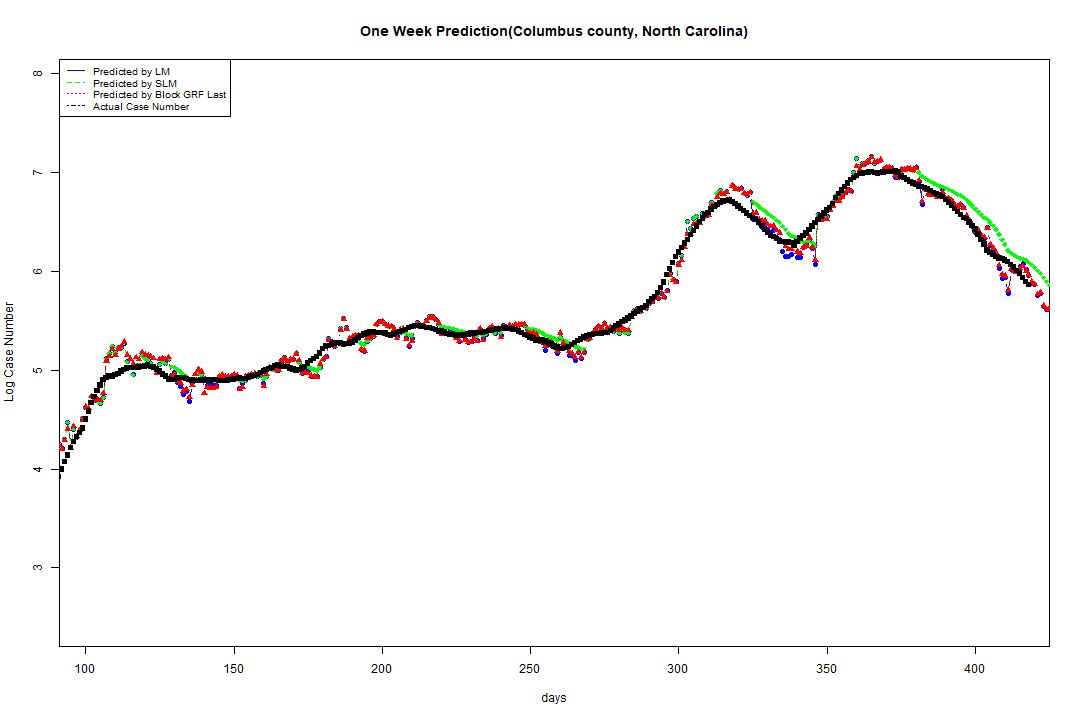 One Week Prediction(Columbus county, North Carolina)
Predicted by LM
Predicted by SLM
Predicted by Block GRF Last
Actual Case Number
8
7
6
5
4
3
Log Case Number
100 150 200 250 300 350 400
days